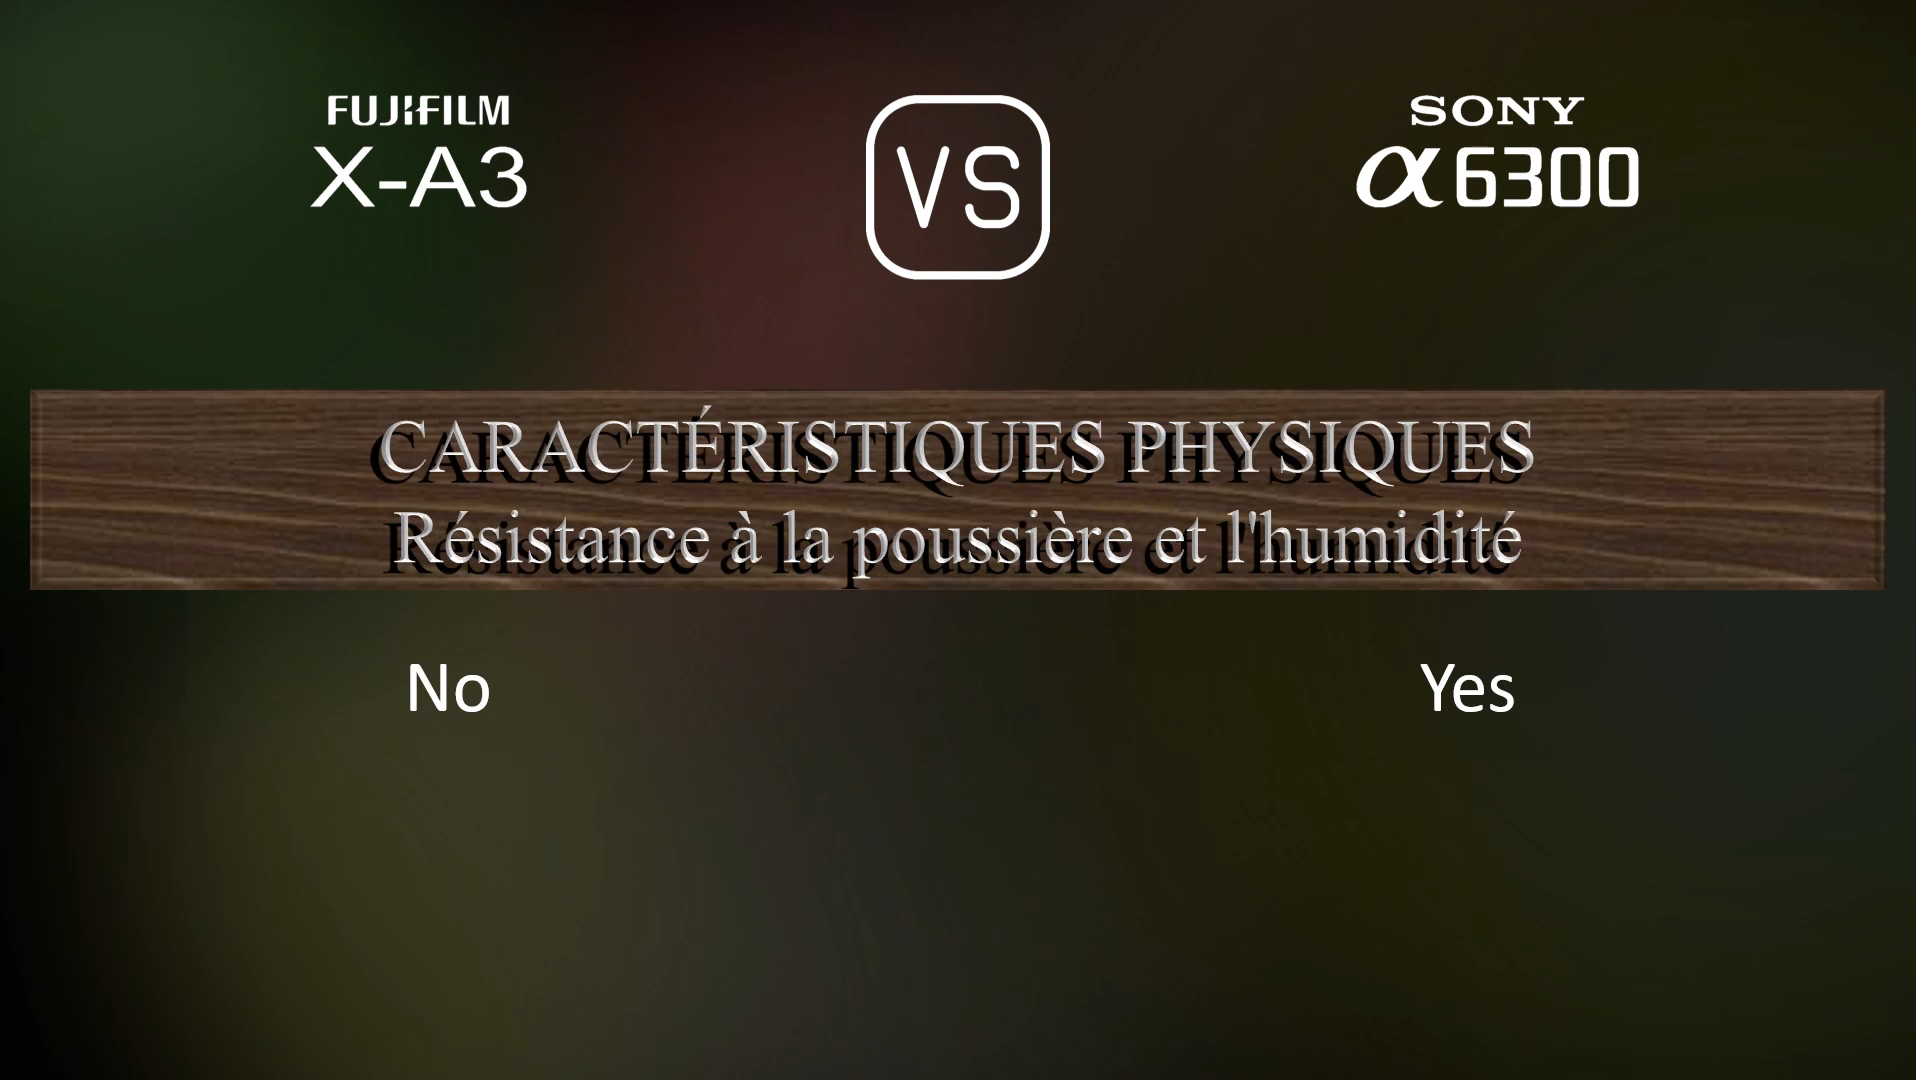 FUJIFILM
X-A3
VS
SONY
α6300
CARACTÉRISTIQUES PHYSIQUES
Résistance à la poussière et l'humidité
No
Yes